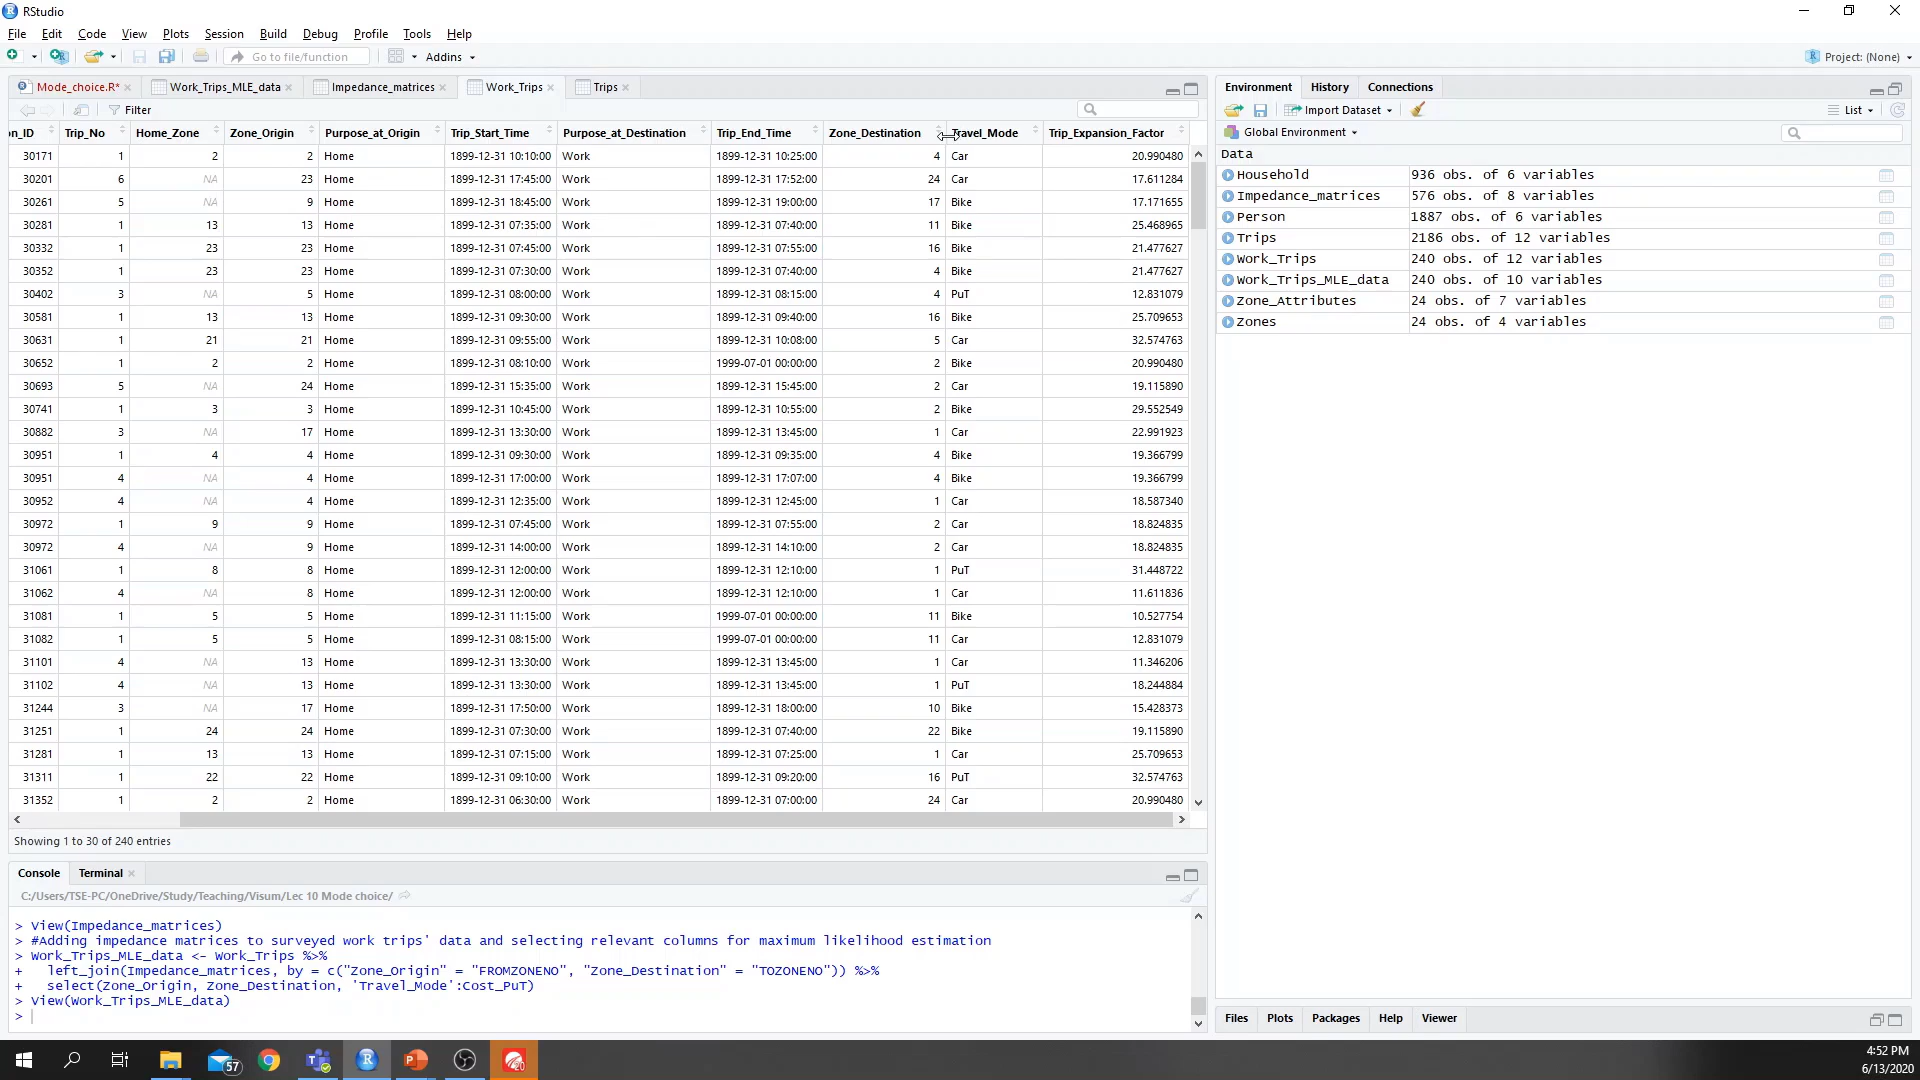 RStudio
File Edit Code View Plots Session Build Debug Profile Tools Help
Go to file/function Addins Project: (None)
Mode_choice.R* Work_Trips_MLE_data Impedance_matrices Work_Trips Trips
Filter
on_ID Trip_No Home_Zone Zone_Origin Purpose_at_Origin Trip_Start_Time Purpose_at_Destination Trip_End_Time Zone_Destination Travel_Mode Trip_Expansion_Factor
30171 1 2 2 Home 1899-12-31 10:10:00 Work 1899-12-31 10:25:00 4 Car 20.990480
30201 6 NA 23 Home 1899-12-31 17:45:00 Work 1899-12-31 17:52:00 24 Car 17.611284
30261 5 NA 9 Home 1899-12-31 18:45:00 Work 1899-12-31 19:00:00 17 Bike 17.171655
30281 1 13 13 Home 1899-12-31 07:35:00 Work 1899-12-31 07:40:00 11 Bike 25.468965
30332 1 23 23 Home 1899-12-31 07:45:00 Work 1899-12-31 07:55:00 16 Bike 21.477627
30352 1 23 23 Home 1899-12-31 07:30:00 Work 1899-12-31 07:40:00 4 Bike 21.477627
30402 3 NA 5 Home 1899-12-31 08:00:00 Work 1899-12-31 08:15:00 4 PuT 12.831079
30581 1 13 13 Home 1899-12-31 09:30:00 Work 1899-12-31 09:40:00 16 Bike 25.709653
30631 1 21 21 Home 1899-12-31 09:55:00 Work 1899-12-31 10:08:00 5 Car 32.574763
30652 1 2 2 Home 1899-12-31 08:10:00 Work 1999-07-01 00:00:00 2 Bike 20.990480
30693 5 NA 24 Home 1899-12-31 15:35:00 Work 1899-12-31 15:45:00 2 Car 19.115890
30741 1 3 3 Home 1899-12-31 10:45:00 Work 1899-12-31 10:55:00 2 Bike 29.552549
30882 3 NA 17 Home 1899-12-31 13:30:00 Work 1899-12-31 13:45:00 1 Car 22.991923
30951 1 4 4 Home 1899-12-31 09:30:00 Work 1899-12-31 09:35:00 4 Bike 19.366799
30951 4 NA 4 Home 1899-12-31 17:00:00 Work 1899-12-31 17:07:00 4 Bike 19.366799
30952 4 NA 4 Home 1899-12-31 12:35:00 Work 1899-12-31 12:45:00 1 Car 18.587340
30972 1 9 9 Home 1899-12-31 07:45:00 Work 1899-12-31 07:55:00 2 Car 18.824835
30972 4 NA 9 Home 1899-12-31 14:00:00 Work 1899-12-31 14:10:00 2 Car 18.824835
31061 1 8 8 Home 1899-12-31 12:00:00 Work 1899-12-31 12:10:00 1 PuT 31.448722
31062 4 NA 8 Home 1899-12-31 12:00:00 Work 1899-12-31 12:10:00 1 Car 11.611836
31081 1 5 5 Home 1899-12-31 11:15:00 Work 1999-07-01 00:00:00 11 Bike 10.527754
31082 1 5 5 Home 1899-12-31 08:15:00 Work 1999-07-01 00:00:00 11 Car 12.831079
31101 4 NA 13 Home 1899-12-31 13:30:00 Work 1899-12-31 13:45:00 1 Car 11.346206
31102 4 NA 13 Home 1899-12-31 13:30:00 Work 1899-12-31 13:45:00 1 PuT 18.244884
31244 3 NA 17 Home 1899-12-31 17:50:00 Work 1899-12-31 18:00:00 10 Bike 15.428373
31251 1 24 24 Home 1899-12-31 07:30:00 Work 1899-12-31 07:40:00 22 Bike 19.115890
31281 1 13 13 Home 1899-12-31 07:15:00 Work 1899-12-31 07:25:00 1 Car 25.709653
31311 1 22 22 Home 1899-12-31 09:10:00 Work 1899-12-31 09:20:00 16 PuT 32.574763
31352 1 2 2 Home 1899-12-31 06:30:00 Work 1899-12-31 07:00:00 24 Car 20.990480
Showing 1 to 30 of 240 entries
Console Terminal
C:/Users/TSE-PC/OneDrive/Study/Teaching/Visum/Lec 10 Mode choice/
> View(Impedance_matrices)
> #Adding impedance matrices to surveyed work trips' data and selecting relevant columns for maximum likelihood estimation
> Work_Trips_MLE_data <- Work_Trips %>%
+ left_join(Impedance_matrices, by = c("Zone_Origin" = "FROMZONENO", "Zone_Destination" = "TOZONENO")) %>%
+ select(Zone_Origin, Zone_Destination, 'Travel_Mode':Cost_PuT)
> View(Work_Trips_MLE_data)
>
Environment History Connections
Import Dataset List
Global Environment
Data
Household 936 obs. of 6 variables
Impedance_matrices 576 obs. of 8 variables
Person 1887 obs. of 6 variables
Trips 2186 obs. of 12 variables
Work_Trips 240 obs. of 12 variables
Work_Trips_MLE_data 240 obs. of 10 variables
Zone_Attributes 24 obs. of 7 variables
Zones 24 obs. of 4 variables
Files Plots Packages Help Viewer
57
20
4:52 PM
6/13/2020